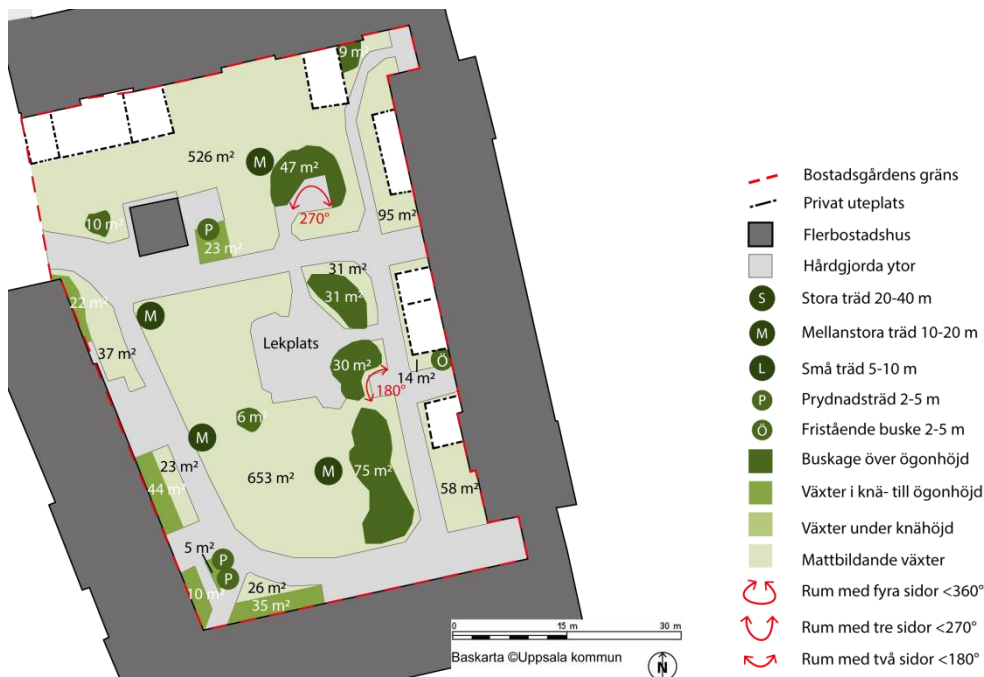 9 m²
526 m²
M
47 m²
270°
95 m²
10 m²
P
23 m²
31 m²
31 m²
22 m²
M
37 m²
Lekplats
30 m²
180°
14 m²
Ö
6 m²
M
23 m²
44 m²
653 m²
M
75 m²
58 m²
5 m²
P
P
10 m²
26 m²
35 m²
0 15 m 30 m
Baskarta ©Uppsala kommun
N
Bostadsgårdens gräns
Privat uteplats
Flerbostadshus
Hårdgjorda ytor
S Stora träd 20-40 m
M Mellanstora träd 10-20 m
L Små träd 5-10 m
P Prydnadsträd 2-5 m
Ö Fristående buske 2-5 m
Buskage över ögonhöjd
Växter i knä- till ögonhöjd
Växter under knähöjd
Mattbildande växter
Rum med fyra sidor <360°
Rum med tre sidor <270°
Rum med två sidor <180°